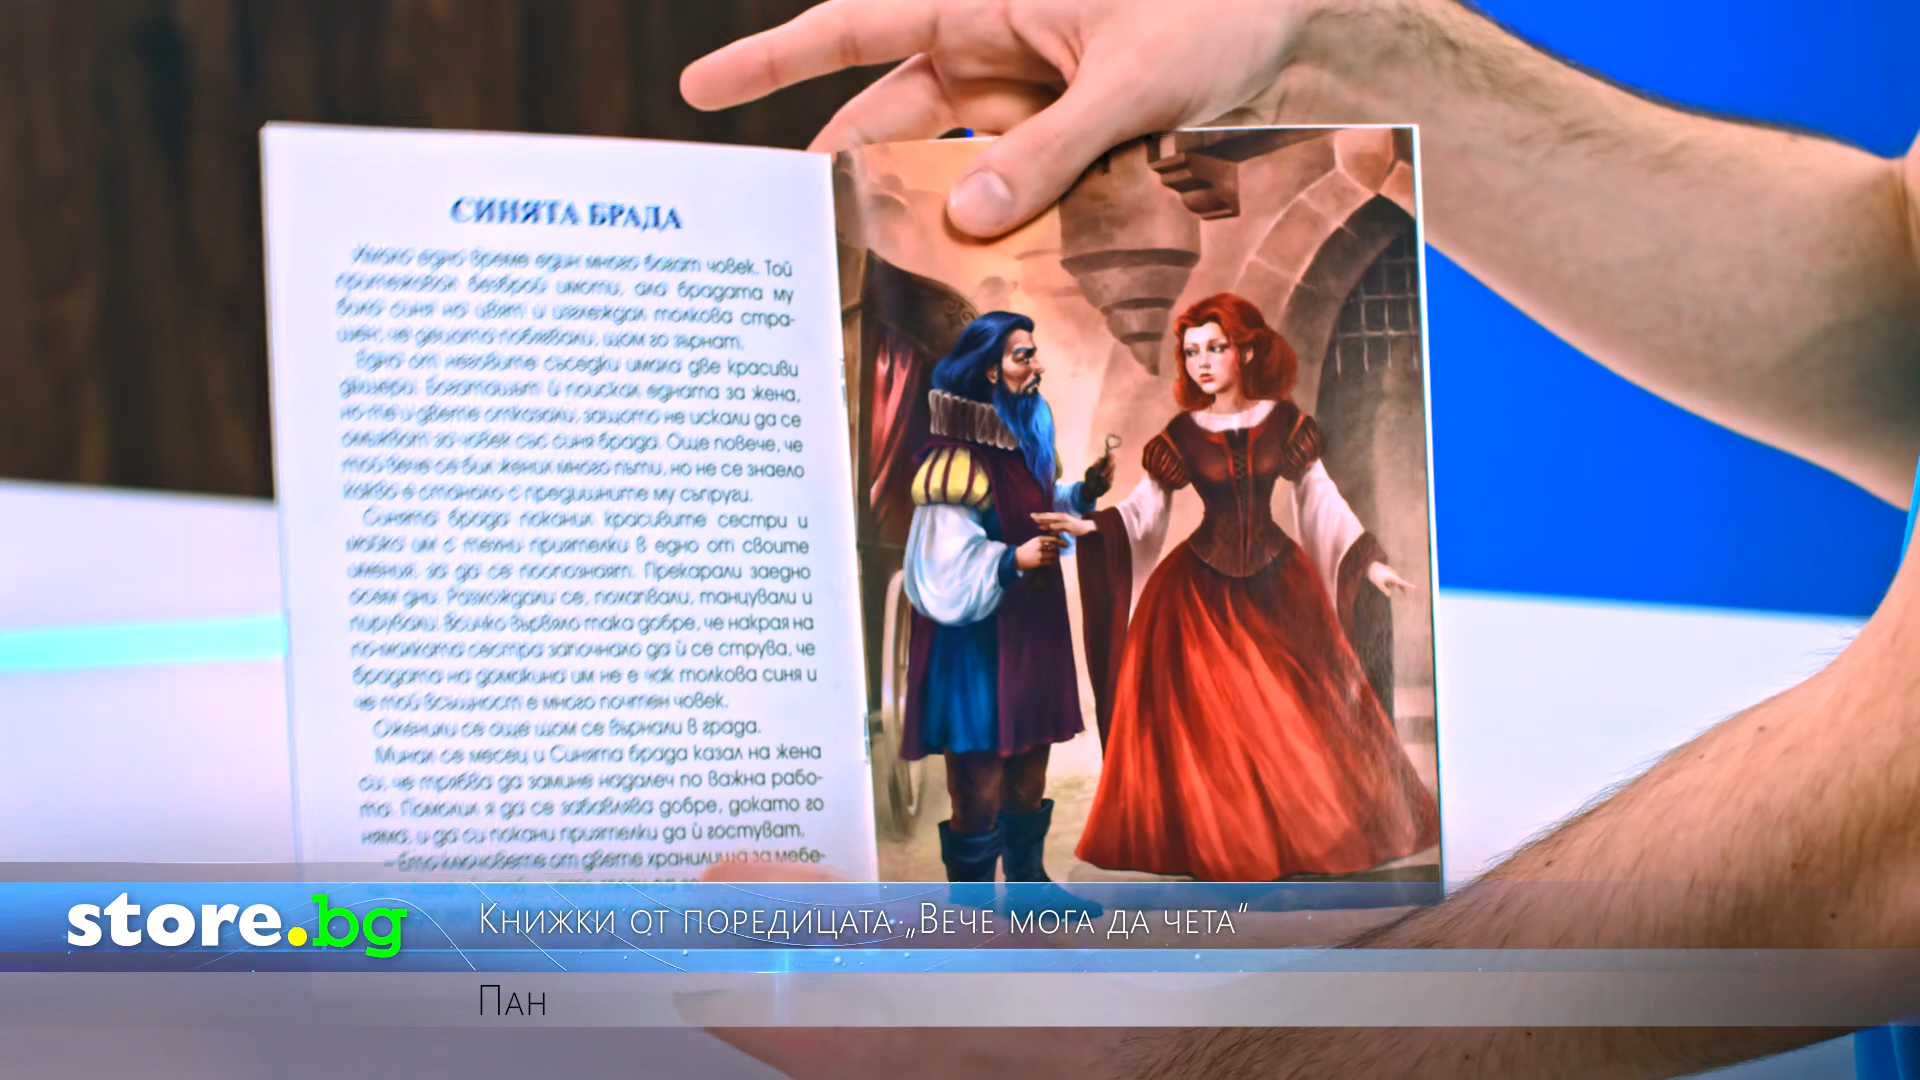 СИНЯТА БРАДА
Имало едно време един много богат човек. Той
притежавал безброй имоти, ала брадата му
била синя на цвят и изглеждал толкова стра-
шен, че децата побягвали, щом го зърнат.
Една от неговите съседки имала две красиви
дъщери. Богаташът ѝ поискал едната за жена,
но те и двете отказали, защото не искали да се
омъжват за човек със синя брада. Още повече, че
той вече се бил женил много пъти, но не се знаело
какво е станало с предишните му съпруги.
Синята брада поканил красивите сестри и
майка им с техни приятелки в едно от своите
имения, за да се поопознаят. Прекарали заедно
осем дни. Разхождали се, похапвали, танцували и
пирували. Всичко вървяло така добре, че накрая на
по-малката сестра започнало да ѝ се струва, че
брадата на домакина им не е чак толкова синя и
че той всъщност е много почтен човек.
Оженили се още щом се върнали в града.
Минал се месец и Синята брада казал на жена
си, че трябва да замине надалеч по важна рабо-
та. Помолил я да се забавлява добре, докато го
няма, и да си покани приятелки да ѝ гостуват.
– Ето ключовете от двете хранилища за мебе-
store.bg
Книжки от поредицата „Вече мога да чета“
Пан